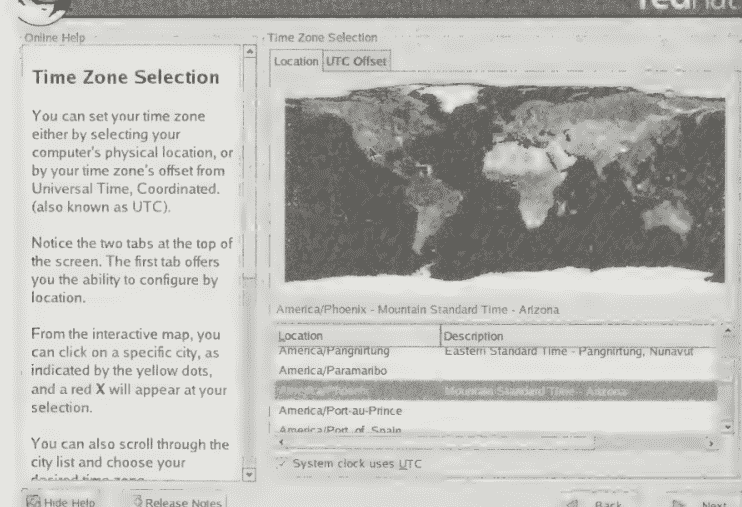 redhat
Online Help
Time Zone Selection
You can set your time zone
either by selecting your
computer's physical location, or
by your time zone's offset from
Universal Time, Coordinated.
(also known as UTC).
Notice the two tabs at the top of
the screen. The first tab offers
you the ability to configure by
location.
From the interactive map, you
can click on a specific city, as
indicated by the yellow dots,
and a red X will appear at your
selection.
You can also scroll through the
city list and choose your
desired time zone.
Time Zone Selection
Location UTC Offset
America/Phoenix - Mountain Standard Time - Arizona
Location Description
America/Pangnirtung Eastern Standard Time - Pangnirtung, Nunavut
America/Paramaribo
America/Phoenix Mountain Standard Time - Arizona
America/Port-au-Prince
America/Port_of_Spain
System clock uses UTC
Hide Help Release Notes Back Next